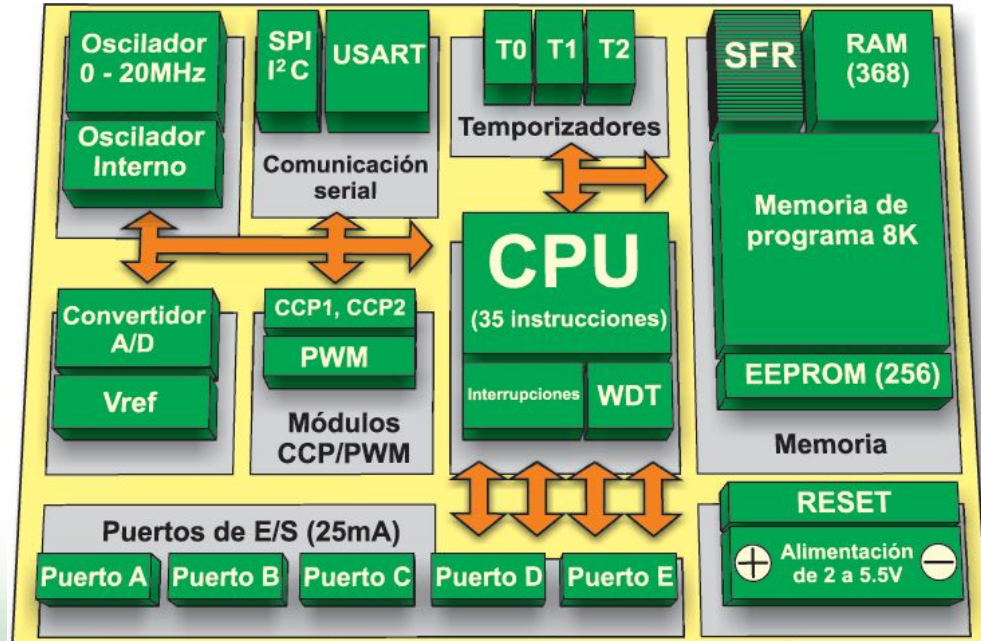 Oscilador
0 - 20MHz
Oscilador
Interno
SPI
I²C
USART
Comunicación
serial
T0
T1
T2
Temporizadores
SFR
RAM
(368)
Memoria de
programa 8K
EEPROM (256)
Memoria
CPU
(35 instrucciones)
Interrupciones
WDT
Convertidor
A/D
Vref
CCP1, CCP2
PWM
Módulos
CCP/PWM
Puertos de E/S (25mA)
Puerto A
Puerto B
Puerto C
Puerto D
Puerto E
RESET
+
Alimentación
de 2 a 5.5V
−